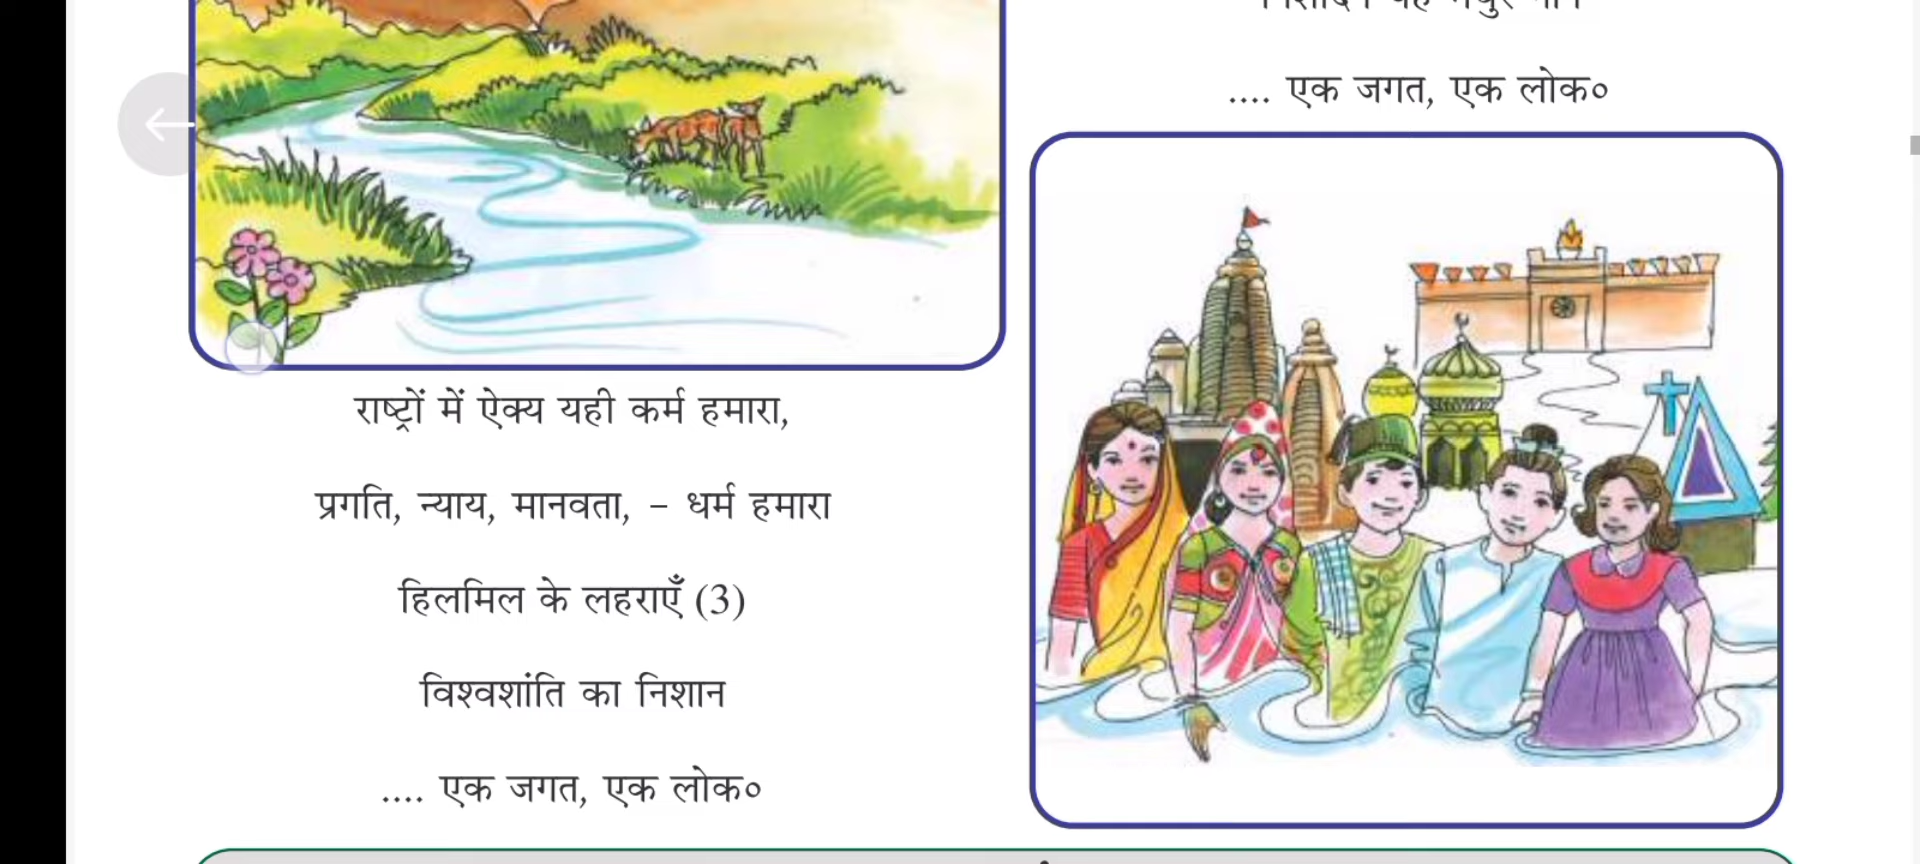 राष्ट्रों में ऐक्य यही कर्म हमारा,
प्रगति, न्याय, मानवता, – धर्म हमारा
हिलमिल के लहराएँ (3)
विश्वशांति का निशान
.... एक जगत, एक लोक०
.... एक जगत, एक लोक०